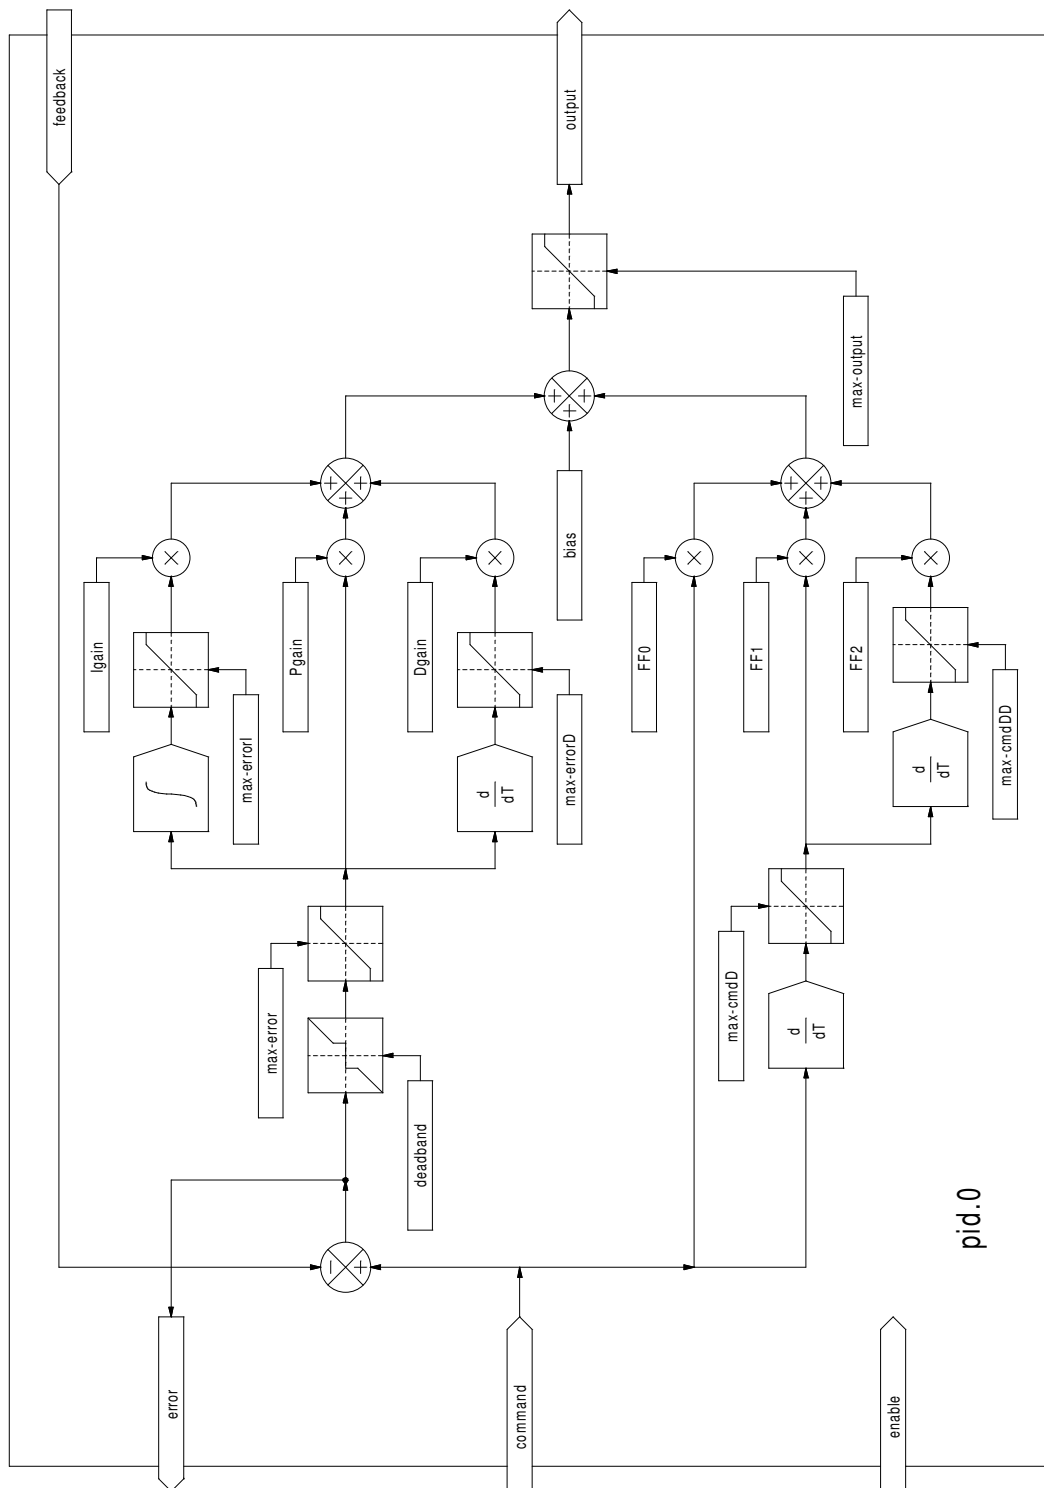 feedback
Igain
error
max-errorI
max-error
Pgain
deadband
Dgain
d
dT
command
max-errorD
bias
output
FF0
max-cmdD
FF1
d
dT
FF2
max-output
enable
d
dT
pid.0
max-cmdDD